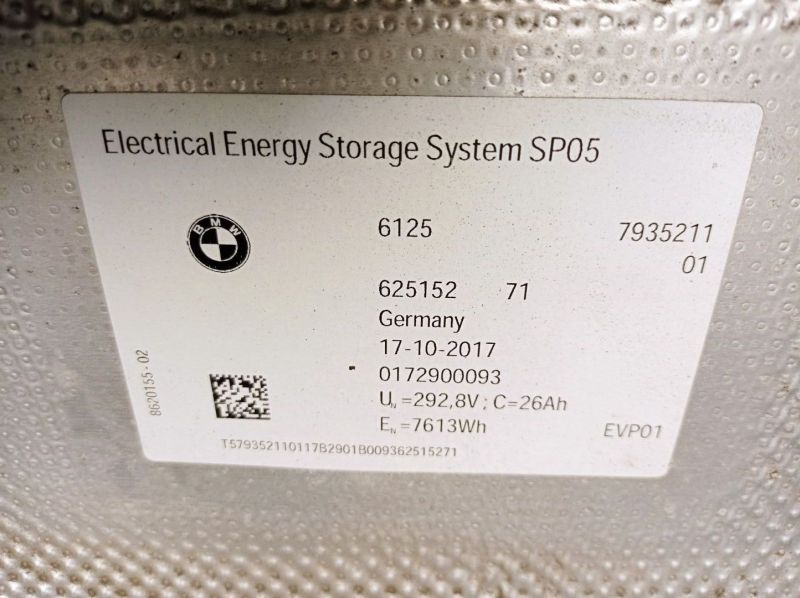 Electrical Energy Storage System SP05
BMW
6125 7935211
01
625152 71
Germany
17-10-2017
0172900093
UN =292,8V ; C=26Ah
EN =7613Wh
EVP01
8620155-02
T579352110117B2901B009362515271